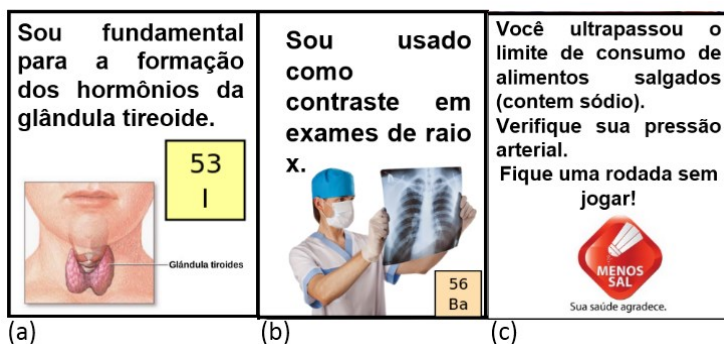 Sou fundamental
para a formação
dos hormônios da
glândula tireoide.
53
I
Glândula tiroides
(a)
Sou usado
como
contraste em
exames de raio
x.
56
Ba
(b)
Você ultrapassou o
limite de consumo de
alimentos salgados
(contem sódio).
Verifique sua pressão
arterial.
Fique uma rodada sem
jogar!
MENOS
SAL
Sua saúde agradece.
(c)